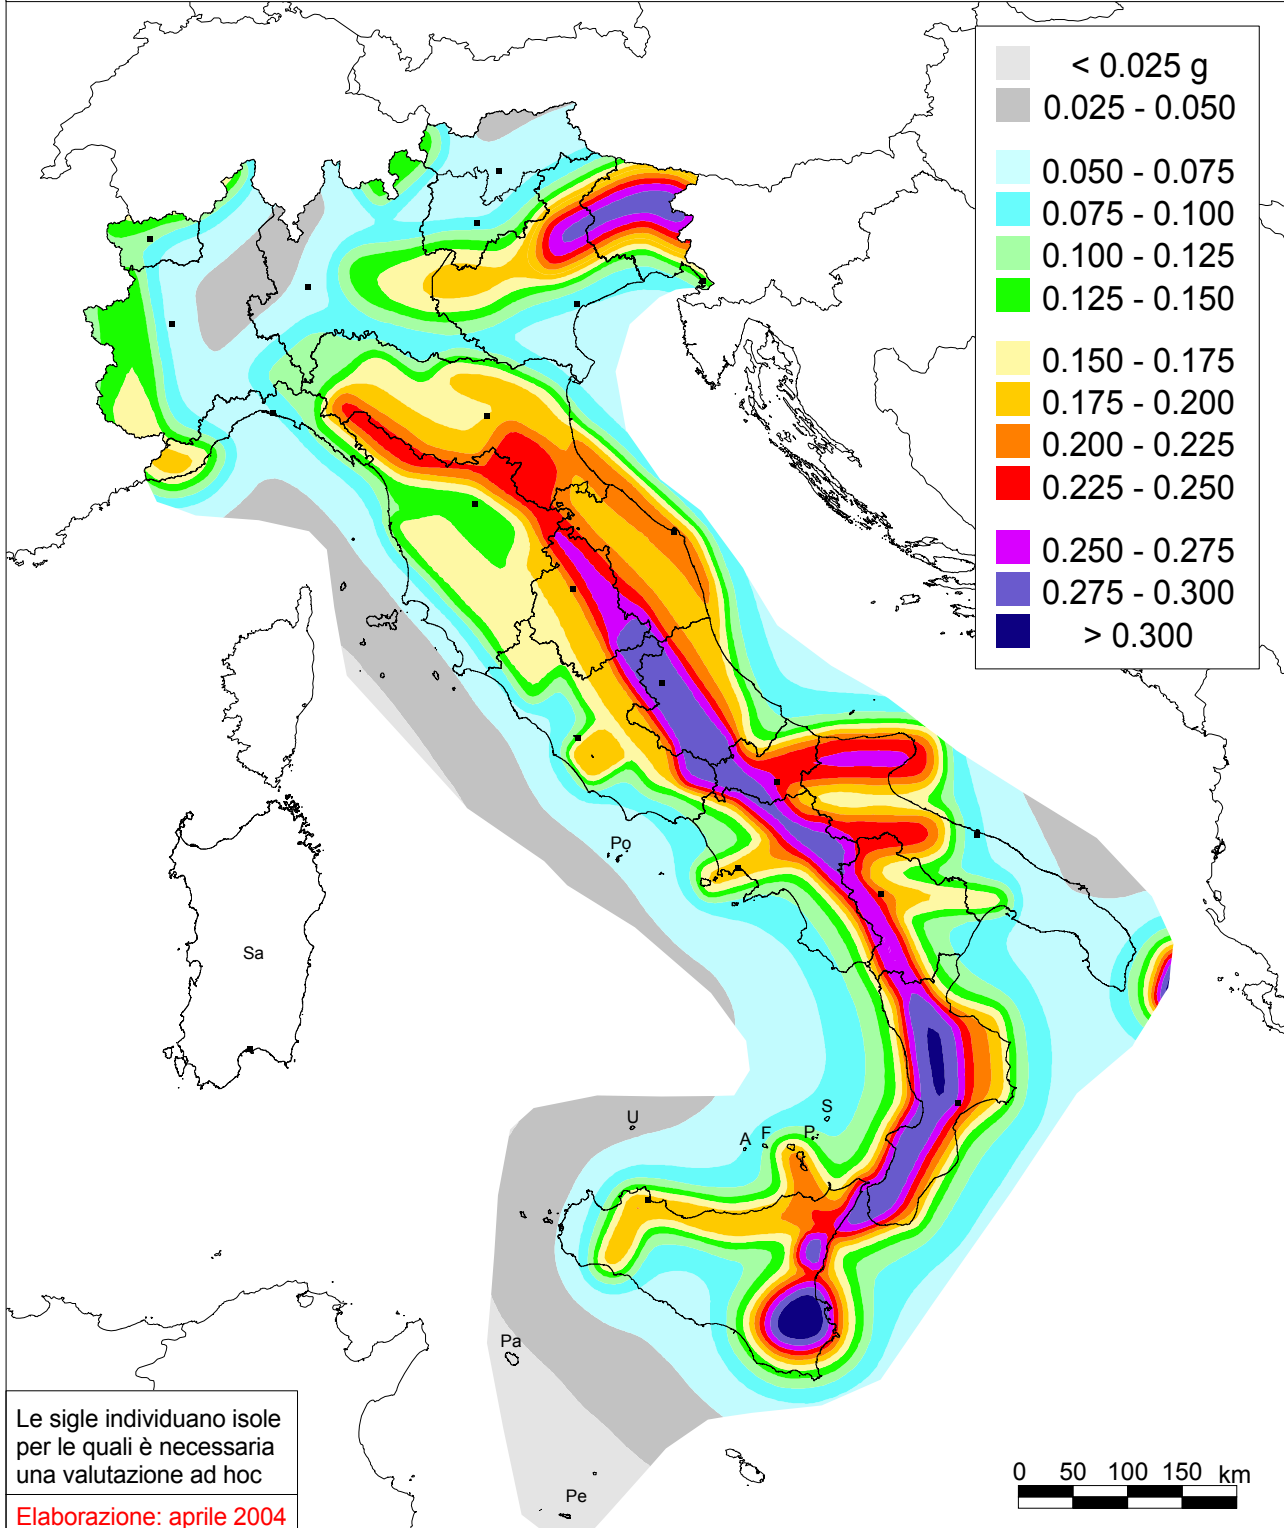 < 0.025 g
0.025 - 0.050
0.050 - 0.075
0.075 - 0.100
0.100 - 0.125
0.125 - 0.150
0.150 - 0.175
0.175 - 0.200
0.200 - 0.225
0.225 - 0.250
0.250 - 0.275
0.275 - 0.300
> 0.300
Po
Sa
U
S
A
F
P
Pa
Pe
Le sigle individuano isole
per le quali è necessaria
una valutazione ad hoc
Elaborazione: aprile 2004
0 50 100 150 km